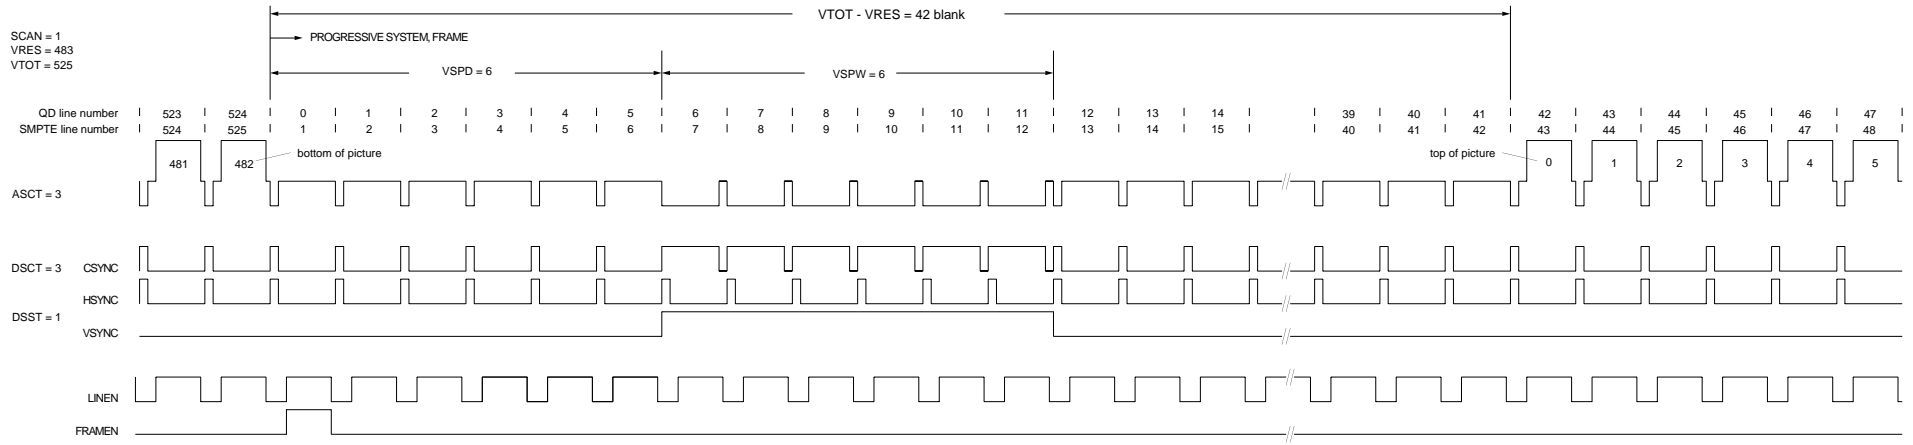 VTOT - VRES = 42 blank
SCAN = 1
VRES = 483
VTOT = 525
PROGRESSIVE SYSTEM, FRAME
VSPD = 6
VSPW = 6
QD line number 523 524 0 1 2 3 4 5 6 7 8 9 10 11 12 13 14 39 40 41 42 43 44 45 46 47
SMPTE line number 524 525 1 2 3 4 5 6 7 8 9 10 11 12 13 14 15 40 41 42 43 44 45 46 47 48
bottom of picture
top of picture
481 482 0 1 2 3 4 5
ASCT = 3
DSCT = 3 CSYNC
HSYNC
DSST = 1
VSYNC
LINEN
FRAMEN